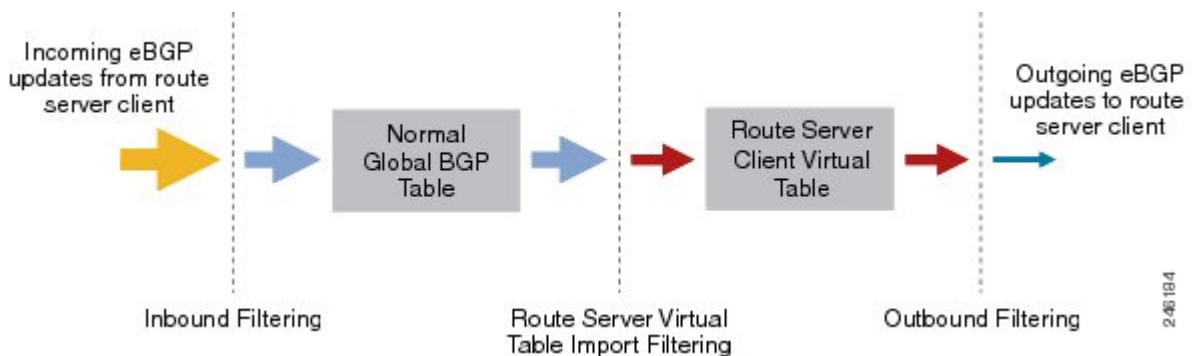 Incoming eBGP
updates from route
server client
Normal
Global BGP
Table
Route Server
Client Virtual
Table
Outgoing eBGP
updates to route
server client
Inbound Filtering
Route Server Virtual
Table Import Filtering
Outbound Filtering
246184